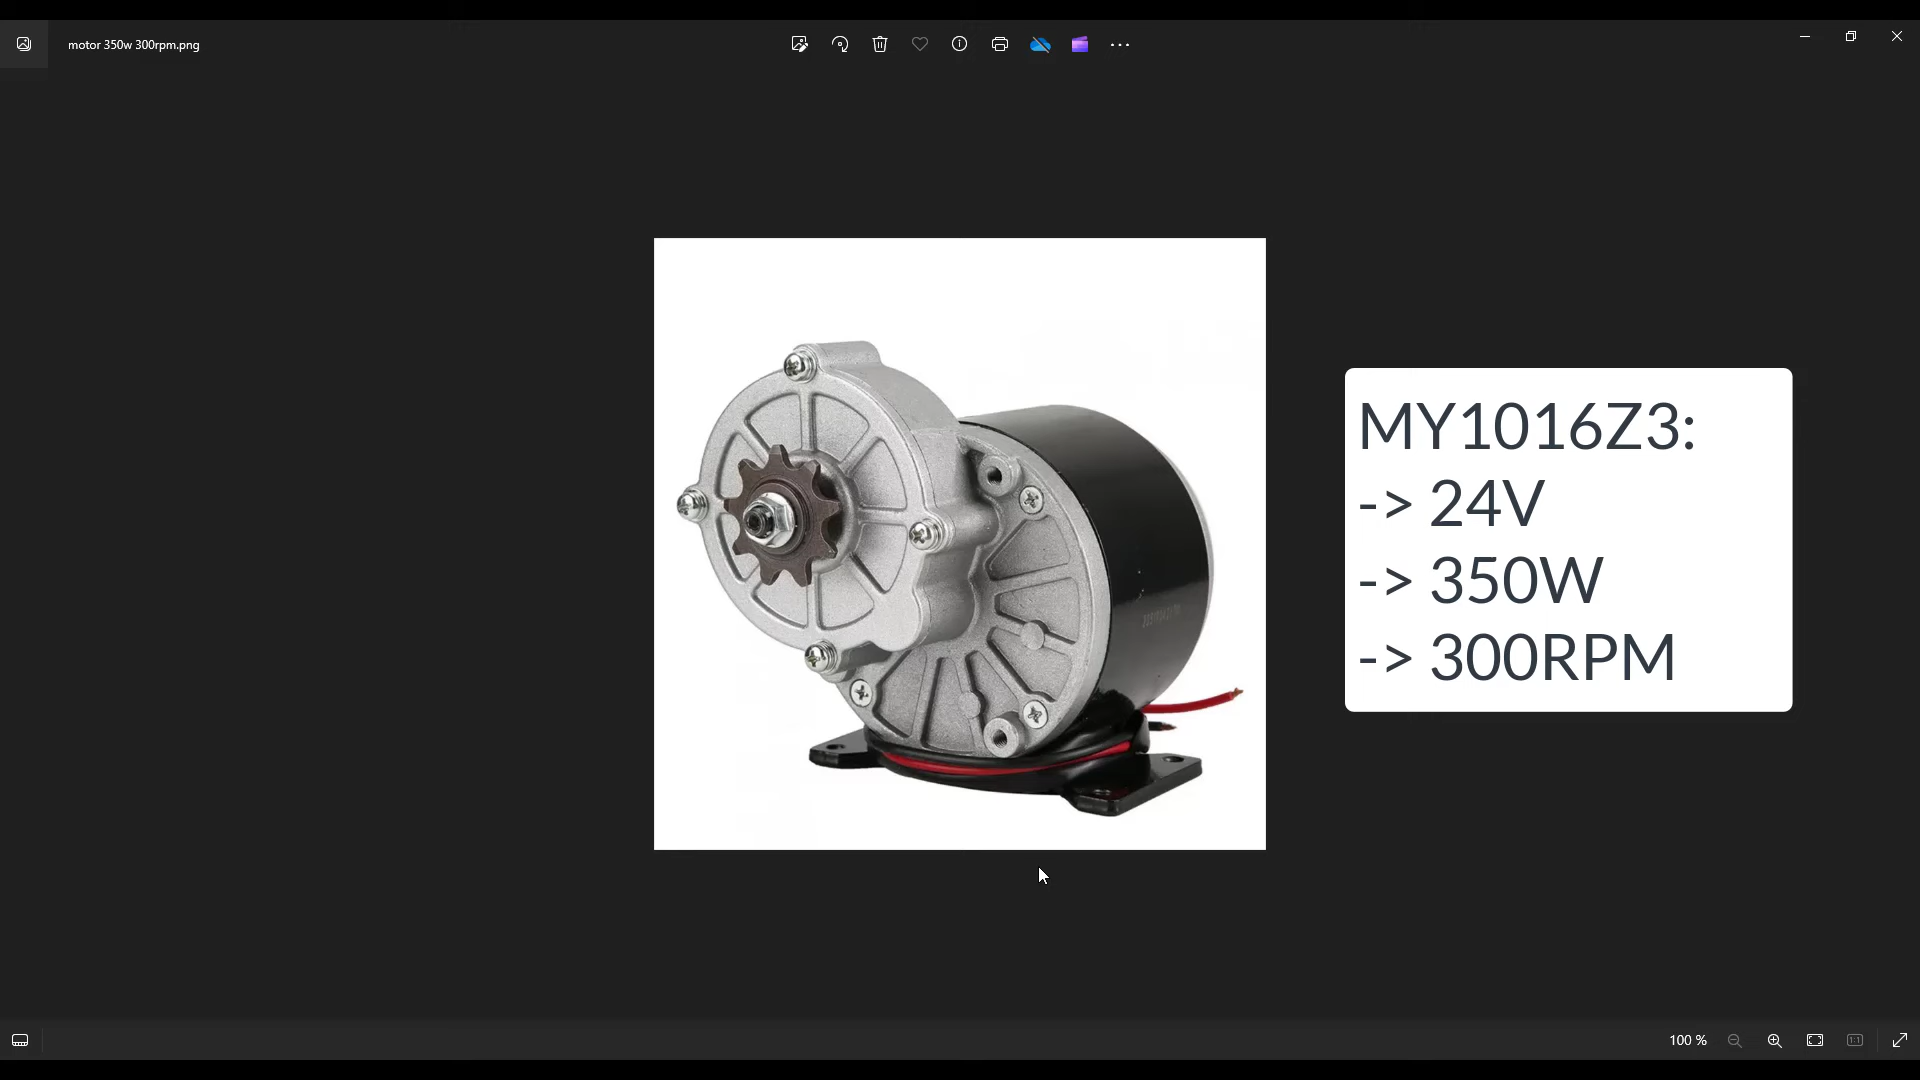 motor 350w 300rpm.png
MY1016Z3:
-> 24V
-> 350W
-> 300RPM
100 %